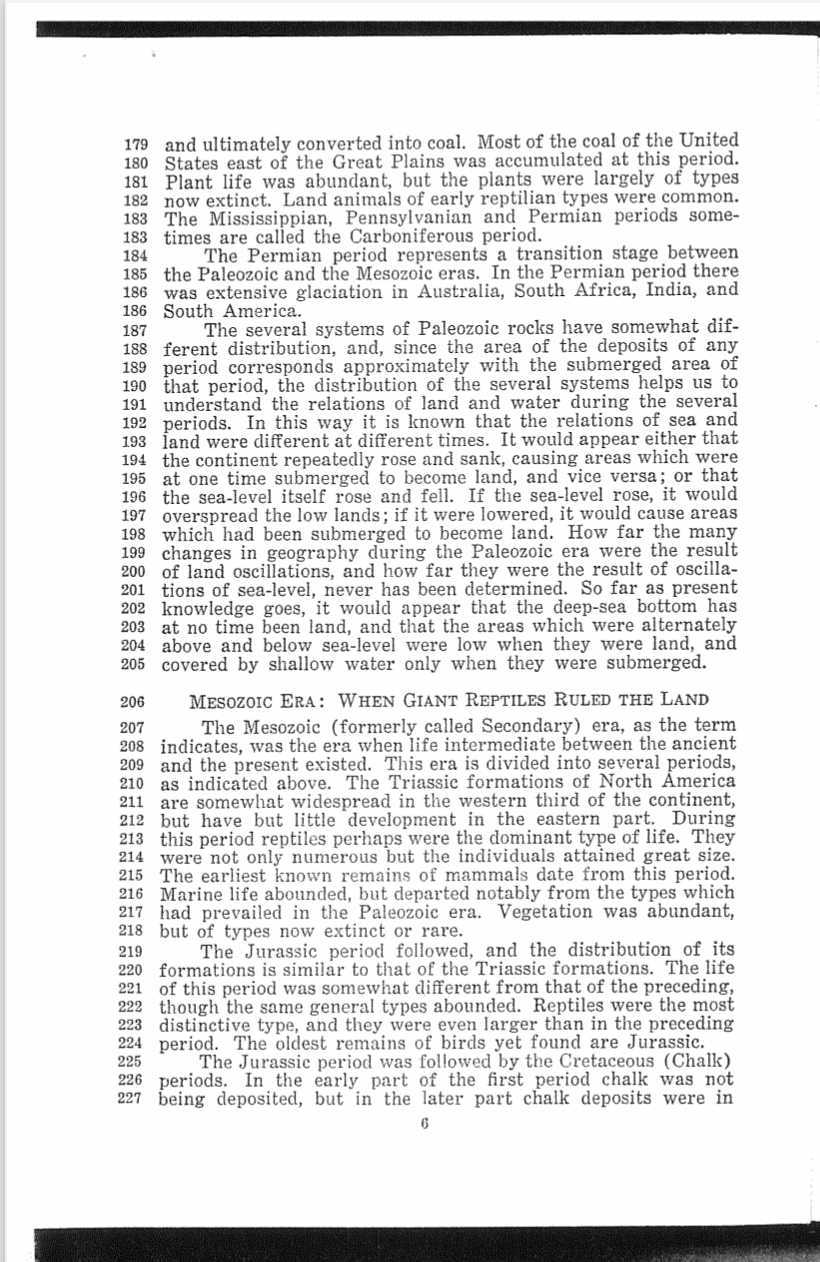 179 and ultimately converted into coal. Most of the coal of the United
180 States east of the Great Plains was accumulated at this period.
181 Plant life was abundant, but the plants were largely of types
182 now extinct. Land animals of early reptilian types were common.
183 The Mississippian, Pennsylvanian and Permian periods some-
183 times are called the Carboniferous period.
184 The Permian period represents a transition stage between
185 the Paleozoic and the Mesozoic eras. In the Permian period there
186 was extensive glaciation in Australia, South Africa, India, and
186 South America.
187 The several systems of Paleozoic rocks have somewhat dif-
188 ferent distribution, and, since the area of the deposits of any
189 period corresponds approximately with the submerged area of
190 that period, the distribution of the several systems helps us to
191 understand the relations of land and water during the several
192 periods. In this way it is known that the relations of sea and
193 land were different at different times. It would appear either that
194 the continent repeatedly rose and sank, causing areas which were
195 at one time submerged to become land, and vice versa; or that
196 the sea-level itself rose and fell. If the sea-level rose, it would
197 overspread the low lands; if it were lowered, it would cause areas
198 which had been submerged to become land. How far the many
199 changes in geography during the Paleozoic era were the result
200 of land oscillations, and how far they were the result of oscilla-
201 tions of sea-level, never has been determined. So far as present
202 knowledge goes, it would appear that the deep-sea bottom has
203 at no time been land, and that the areas which were alternately
204 above and below sea-level were low when they were land, and
205 covered by shallow water only when they were submerged.
206 MESOZOIC ERA: WHEN GIANT REPTILES RULED THE LAND
207 The Mesozoic (formerly called Secondary) era, as the term
208 indicates, was the era when life intermediate between the ancient
209 and the present existed. This era is divided into several periods,
210 as indicated above. The Triassic formations of North America
211 are somewhat widespread in the western third of the continent,
212 but have but little development in the eastern part. During
213 this period reptiles perhaps were the dominant type of life. They
214 were not only numerous but the individuals attained great size.
215 The earliest known remains of mammals date from this period.
216 Marine life abounded, but departed notably from the types which
217 had prevailed in the Paleozoic era. Vegetation was abundant,
218 but of types now extinct or rare.
219 The Jurassic period followed, and the distribution of its
220 formations is similar to that of the Triassic formations. The life
221 of this period was somewhat different from that of the preceding,
222 though the same general types abounded. Reptiles were the most
223 distinctive type, and they were even larger than in the preceding
224 period. The oldest remains of birds yet found are Jurassic.
225 The Jurassic period was followed by the Cretaceous (Chalk)
226 periods. In the early part of the first period chalk was not
227 being deposited, but in the later part chalk deposits were in
6